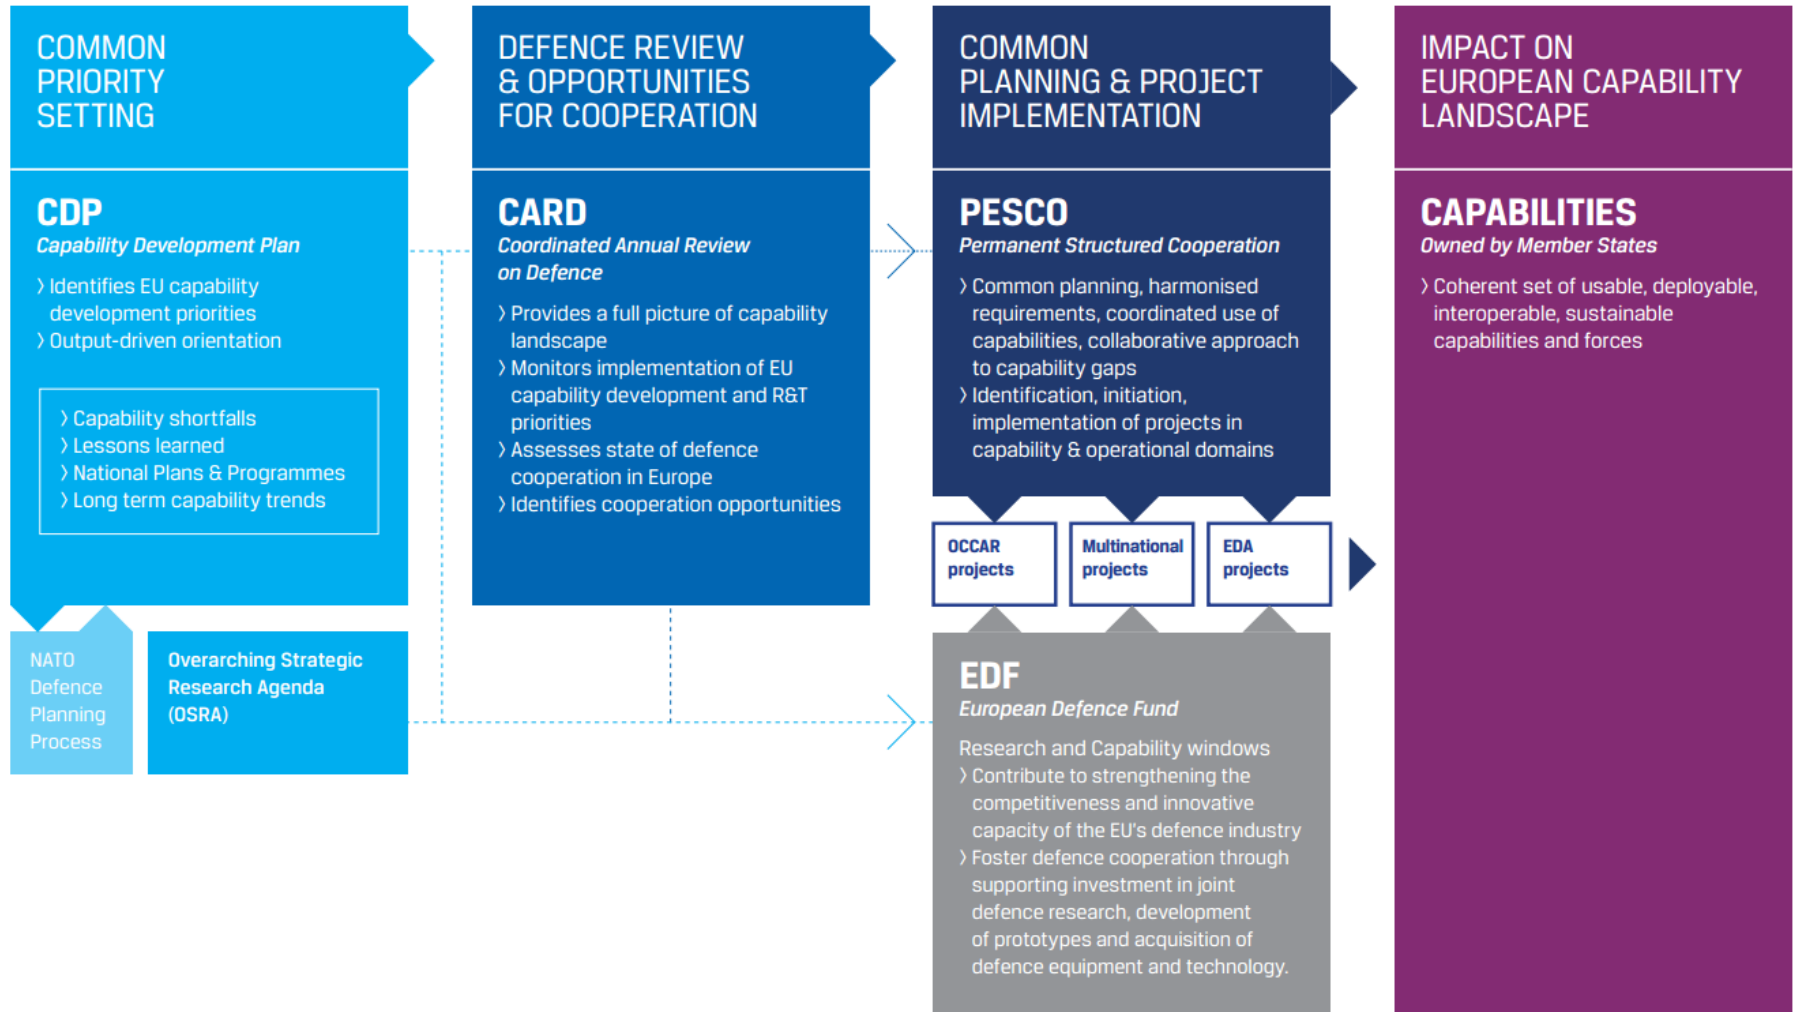 COMMON
PRIORITY
SETTING
CDP
Capability Development Plan
〉Identifies EU capability
development priorities
〉Output-driven orientation
〉Capability shortfalls
〉Lessons learned
〉National Plans & Programmes
〉Long term capability trends
NATO
Defence
Planning
Process
Overarching Strategic
Research Agenda
(OSRA)
DEFENCE REVIEW
& OPPORTUNITIES
FOR COOPERATION
CARD
Coordinated Annual Review
on Defence
〉Provides a full picture of capability
landscape
〉Monitors implementation of EU
capability development and R&T
priorities
〉Assesses state of defence
cooperation in Europe
〉Identifies cooperation opportunities
COMMON
PLANNING & PROJECT
IMPLEMENTATION
PESCO
Permanent Structured Cooperation
〉Common planning, harmonised
requirements, coordinated use of
capabilities, collaborative approach
to capability gaps
〉Identification, initiation,
implementation of projects in
capability & operational domains
OCCAR
projects
Multinational
projects
EDA
projects
EDF
European Defence Fund
Research and Capability windows
〉Contribute to strengthening the
competitiveness and innovative
capacity of the EU's defence industry
〉Foster defence cooperation through
supporting investment in joint
defence research, development
of prototypes and acquisition of
defence equipment and technology.
IMPACT ON
EUROPEAN CAPABILITY
LANDSCAPE
CAPABILITIES
Owned by Member States
〉Coherent set of usable, deployable,
interoperable, sustainable
capabilities and forces